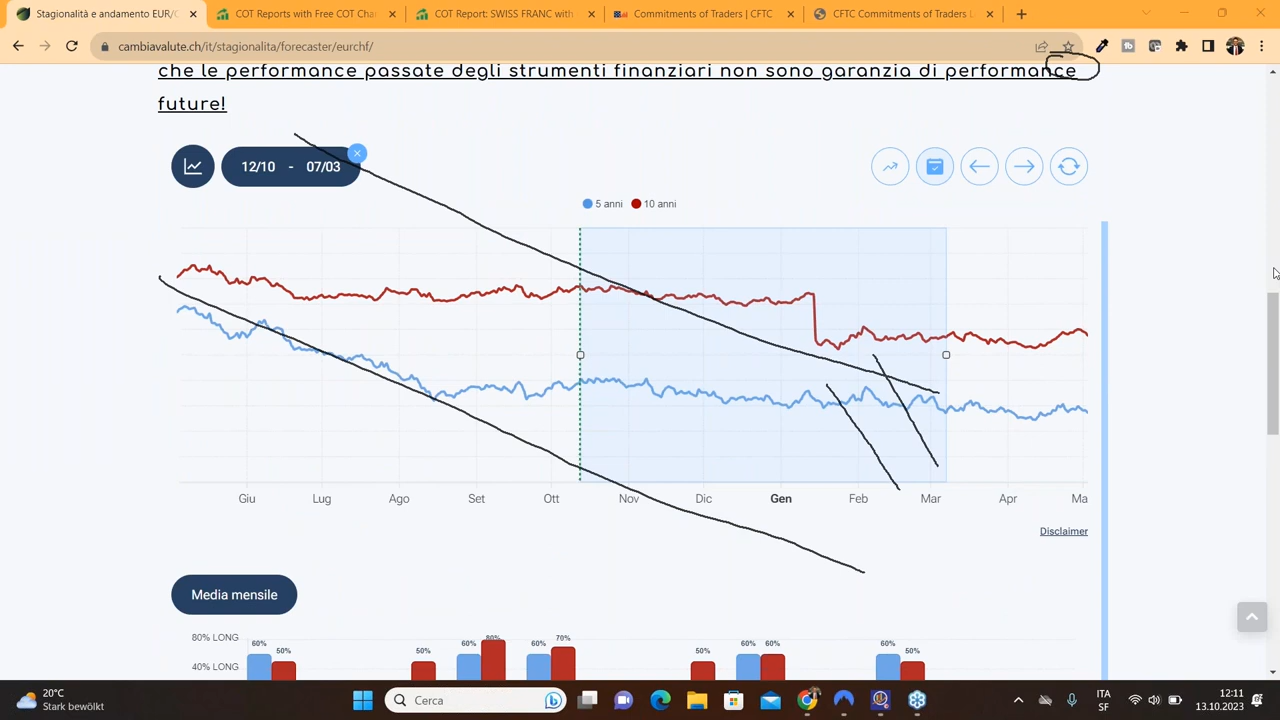 Stagionalità e andamento EUR/C
COT Reports with Free COT Cha
COT Report: SWISS FRANC with
Commitments of Traders | CFTC
CFTC Commitments of Traders L
cambiavalute.ch/it/stagionalita/forecaster/eurchf/
che le performance passate degli strumenti finanziari non sono garanzia di performance
future!
12/10 - 07/03
5 anni 10 anni
Giu Lug Ago Set Ott Nov Dic Gen Feb Mar Apr Ma
Disclaimer
Media mensile
80% LONG
60% 50% 50% 60% 80% 60% 70% 50% 60% 60% 60% 50%
40% LONG
20°C
Stark bewölkt
Cerca
ITA
SF
12:11
13.10.2023